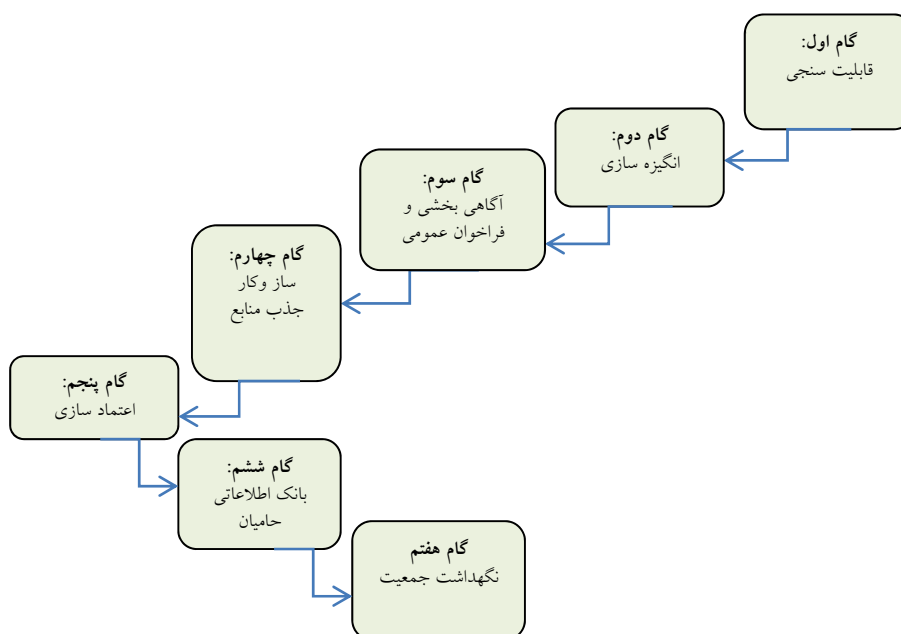 گام اول:
قابلیت سنجی
گام دوم:
انگیزه سازی
گام سوم:
آگاهی بخشی و
فراخوان عمومی
گام چهارم:
ساز وکار
جذب منابع
گام پنجم:
اعتماد سازی
گام ششم:
بانک اطلاعاتی
حامیان
گام هفتم
نگهداشت جمعیت